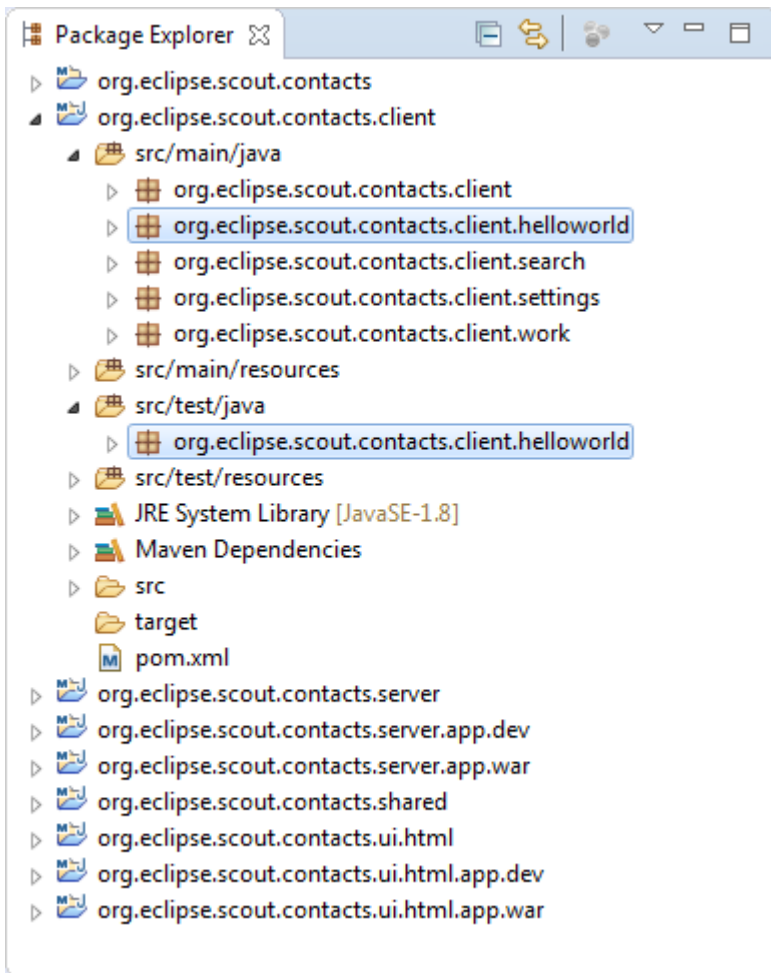 Package Explorer
org.eclipse.scout.contacts
org.eclipse.scout.contacts.client
src/main/java
org.eclipse.scout.contacts.client
org.eclipse.scout.contacts.client.helloworld
org.eclipse.scout.contacts.client.search
org.eclipse.scout.contacts.client.settings
org.eclipse.scout.contacts.client.work
src/main/resources
src/test/java
org.eclipse.scout.contacts.client.helloworld
src/test/resources
JRE System Library [JavaSE-1.8]
Maven Dependencies
src
target
pom.xml
org.eclipse.scout.contacts.server
org.eclipse.scout.contacts.server.app.dev
org.eclipse.scout.contacts.server.app.war
org.eclipse.scout.contacts.shared
org.eclipse.scout.contacts.ui.html
org.eclipse.scout.contacts.ui.html.app.dev
org.eclipse.scout.contacts.ui.html.app.war